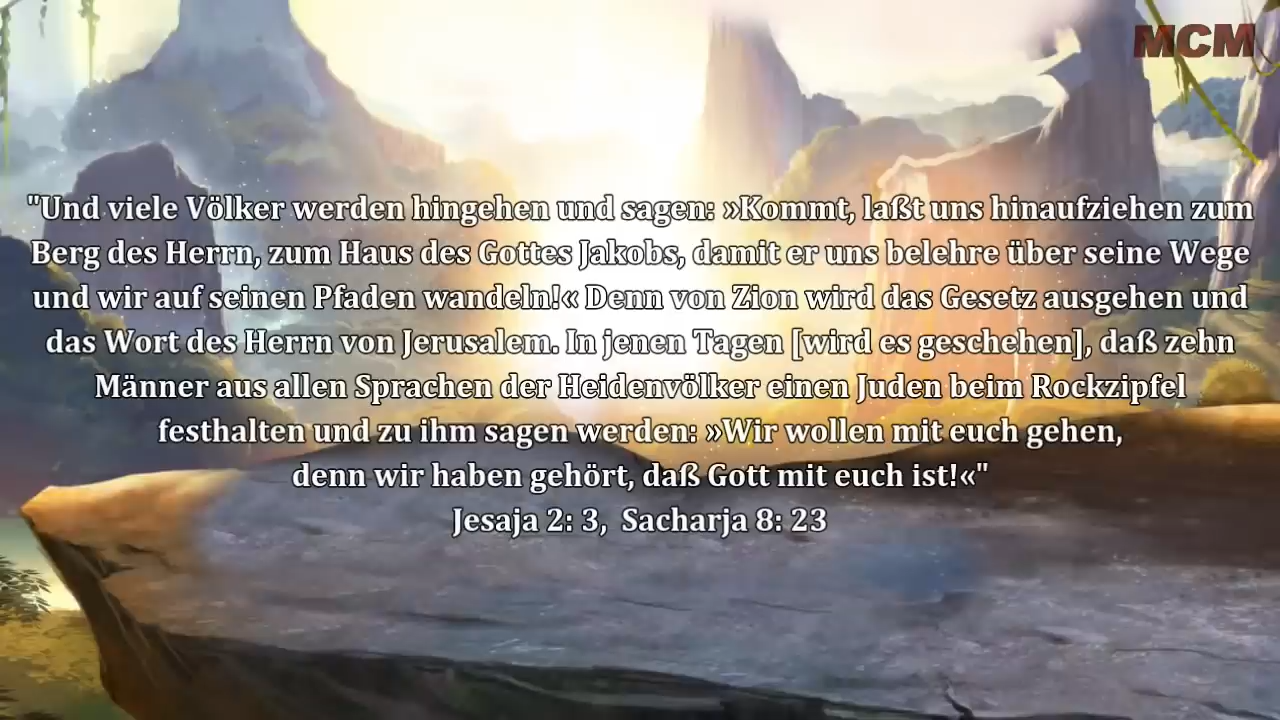 MCM
"Und viele Völker werden hingehen und sagen: »Kommt, laßt uns hinaufziehen zum
Berg des Herrn, zum Haus des Gottes Jakobs, damit er uns belehre über seine Wege
und wir auf seinen Pfaden wandeln!« Denn von Zion wird das Gesetz ausgehen und
das Wort des Herrn von Jerusalem. In jenen Tagen [wird es geschehen], daß zehn
Männer aus allen Sprachen der Heidenvölker einen Juden beim Rockzipfel
festhalten und zu ihm sagen werden: »Wir wollen mit euch gehen,
denn wir haben gehört, daß Gott mit euch ist!«"
Jesaja 2: 3,  Sacharja 8: 23